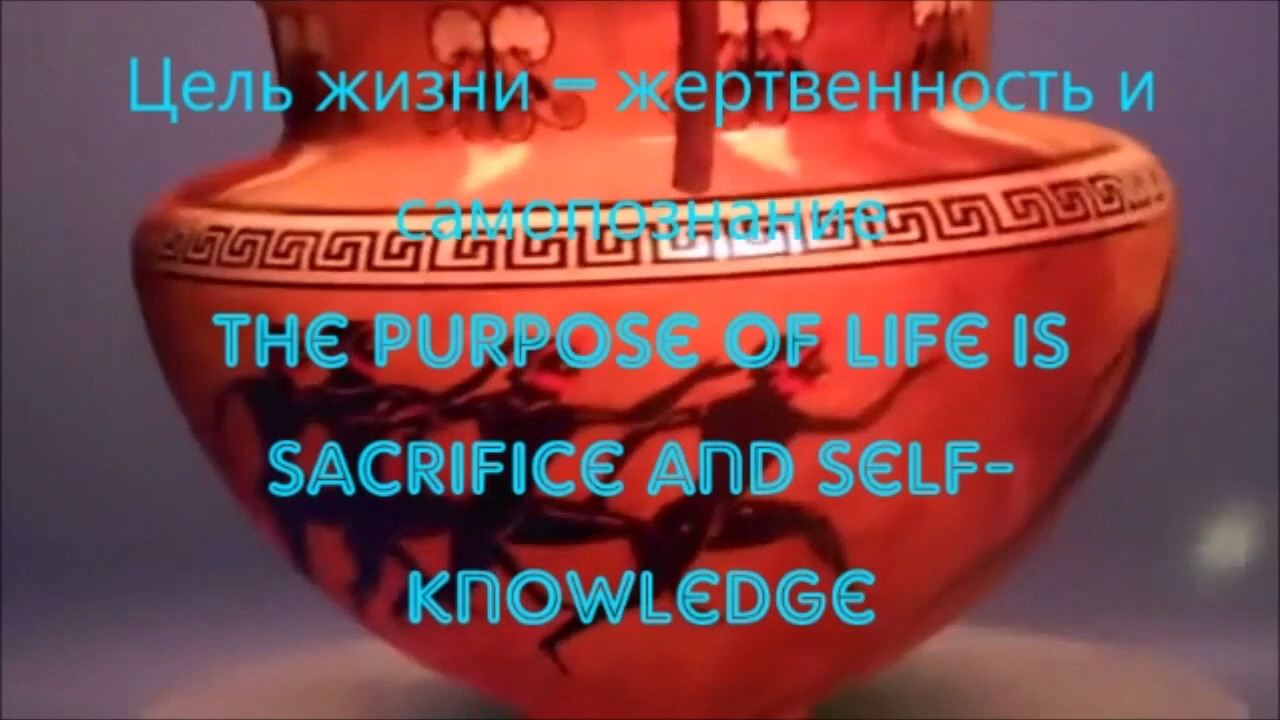 Цель жизни – жертвенность и
самопознание
THE PURPOSE OF LIFE IS
SACRIFICE AND SELF-
KNOWLEDGE